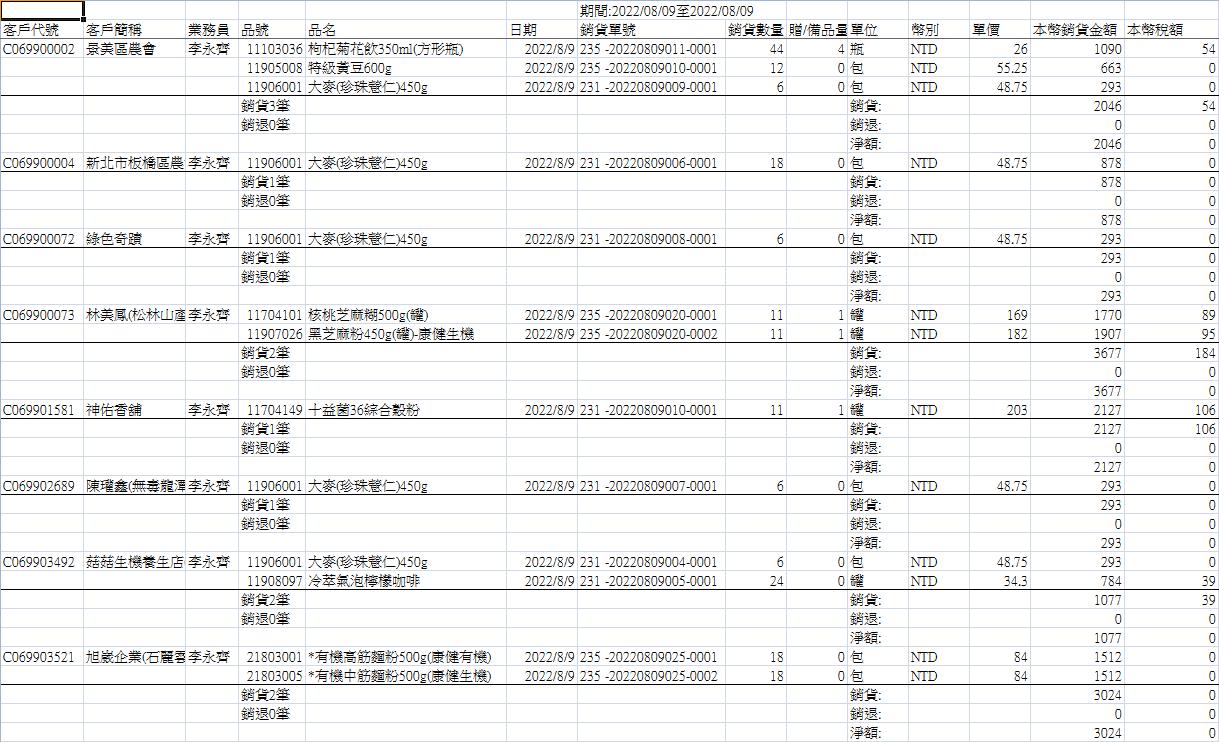 期間:2022/08/09至2022/08/09
客戶代號 客戶簡稱 業務員 品號 品名 日期 銷貨單號 銷貨數量 贈/備品量 單位 幣別 單價 本幣銷貨金額 本幣稅額
C069900002 景美區農會 李永齊 11103036 枸杞菊花飲350ml(方形瓶) 2022/8/9 235 -20220809011-0001 44 4 瓶 NTD 26 1090 54
11905008 特級黃豆600g 2022/8/9 235 -20220809010-0001 12 0 包 NTD 55.25 663 0
11906001 大麥(珍珠薏仁)450g 2022/8/9 231 -20220809009-0001 6 0 包 NTD 48.75 293 0
銷貨3筆 銷貨: 2046 54
銷退0筆 銷退: 0 0
淨額: 2046 0
C069900004 新北市板橋區農 李永齊 11906001 大麥(珍珠薏仁)450g 2022/8/9 231 -20220809006-0001 18 0 包 NTD 48.75 878 0
銷貨1筆 銷貨: 878 0
銷退0筆 銷退: 0 0
淨額: 878 0
C069900072 綠色奇蹟 李永齊 11906001 大麥(珍珠薏仁)450g 2022/8/9 231 -20220809008-0001 6 0 包 NTD 48.75 293 0
銷貨1筆 銷貨: 293 0
銷退0筆 銷退: 0 0
淨額: 293 0
C069900073 林美鳳(松林山產 李永齊 11704101 核桃芝麻糊500g(罐) 2022/8/9 235 -20220809020-0001 11 1 罐 NTD 169 1770 89
11907026 黑芝麻粉450g(罐)-康健生機 2022/8/9 235 -20220809020-0002 11 1 罐 NTD 182 1907 95
銷貨2筆 銷貨: 3677 184
銷退0筆 銷退: 0 0
淨額: 3677 0
C069901581 神佑香舖 李永齊 11704149 十益菌36綜合穀粉 2022/8/9 231 -20220809010-0001 11 1 罐 NTD 203 2127 106
銷貨1筆 銷貨: 2127 106
銷退0筆 銷退: 0 0
淨額: 2127 0
C069902689 陳瓏鑫(無毒龍潭 李永齊 11906001 大麥(珍珠薏仁)450g 2022/8/9 231 -20220809007-0001 6 0 包 NTD 48.75 293 0
銷貨1筆 銷貨: 293 0
銷退0筆 銷退: 0 0
淨額: 293 0
C069903492 菇菇生機養生店 李永齊 11906001 大麥(珍珠薏仁)450g 2022/8/9 231 -20220809004-0001 6 0 包 NTD 48.75 293 0
11908097 冷萃氣泡檸檬咖啡 2022/8/9 231 -20220809005-0001 24 0 罐 NTD 34.3 784 39
銷貨2筆 銷貨: 1077 39
銷退0筆 銷退: 0 0
淨額: 1077 0
C069903521 旭崴企業(石麗雲 李永齊 21803001 *有機高筋麵粉500g(康健有機) 2022/8/9 235 -20220809025-0001 18 0 包 NTD 84 1512 0
21803005 *有機中筋麵粉500g(康健生機) 2022/8/9 235 -20220809025-0002 18 0 包 NTD 84 1512 0
銷貨2筆 銷貨: 3024 0
銷退0筆 銷退: 0 0
淨額: 3024 0